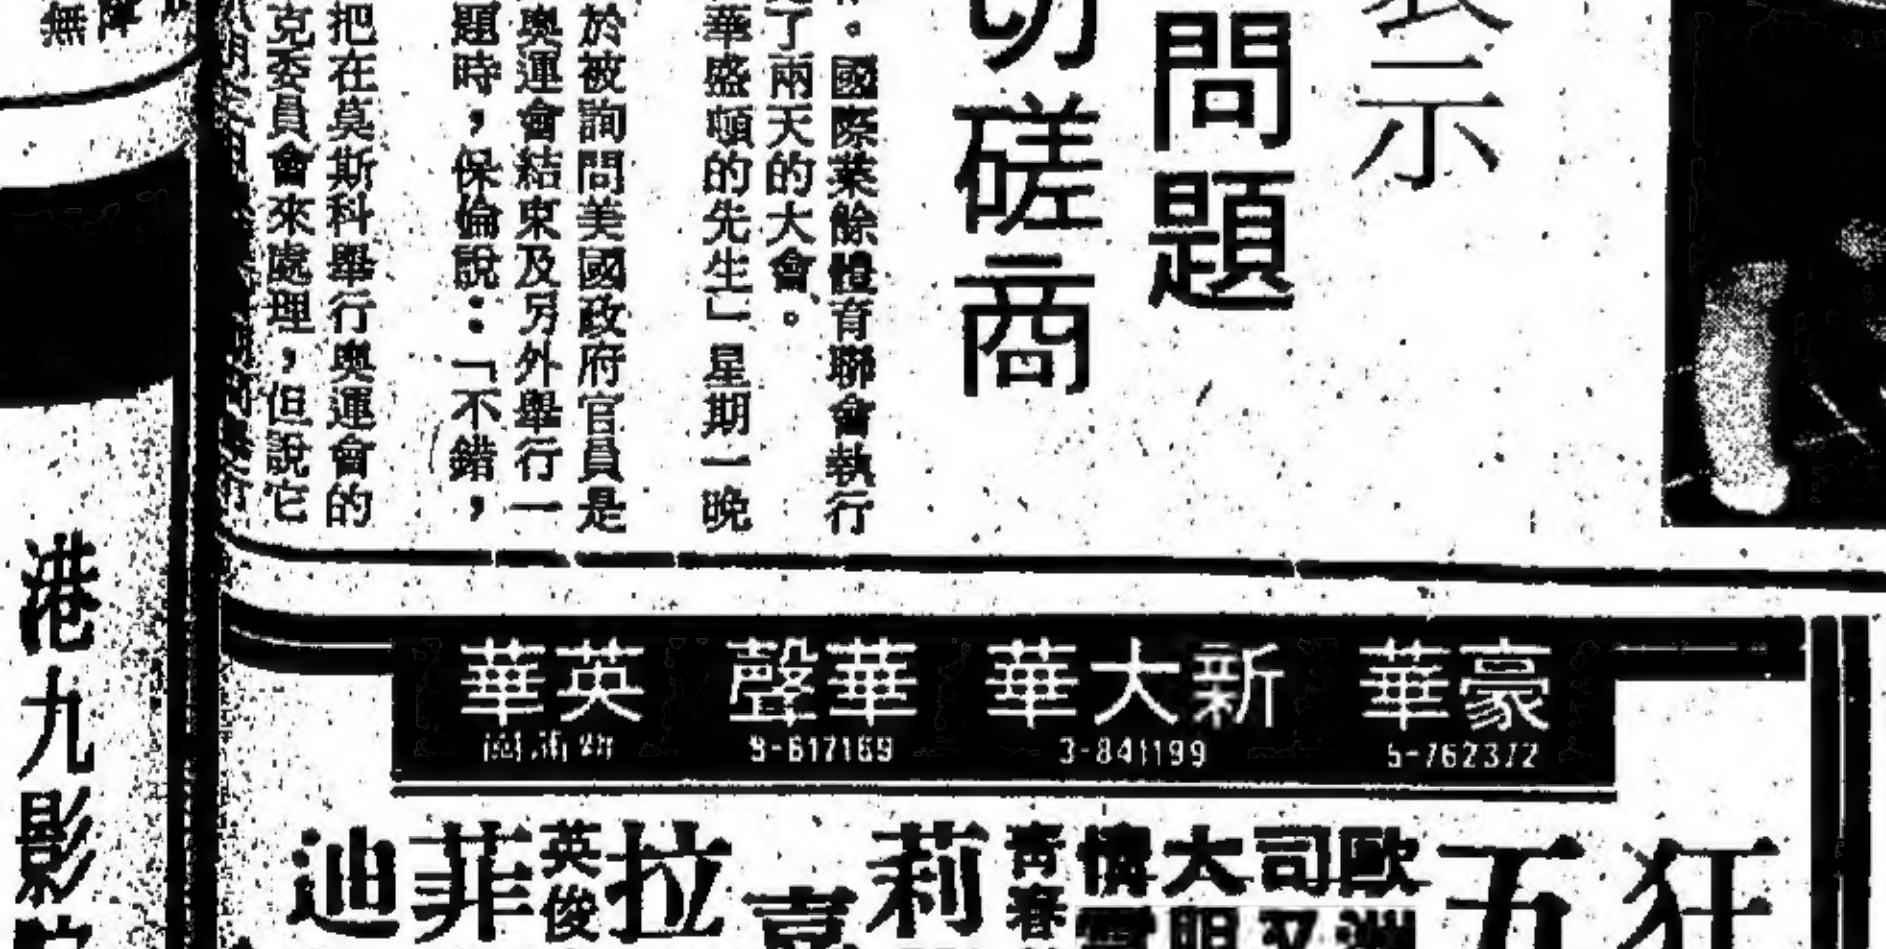 表示
問題
切磋商
。國際業餘體育聯會執行
了兩天的大會。
華盛頓的先生」星期一晚
於被詢問美國政府官員是
奧運會結束及另外舉行一
題時，保倫說：「不錯，
把在莫斯科舉行奧運會的
克委員會來處理，但說它
無
港九影院
豪華 新大華 華聲 英華
5-762372 3-841199 3-617169
狂五
歐司大情
青春
莉
嘉
拉
英俊
菲迪